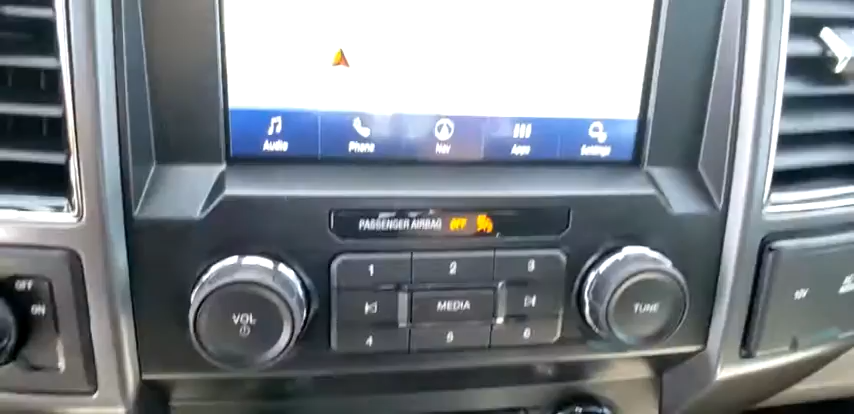 Audio Phone Nav Apps Settings
PASSENGER AIRBAG OFF
1 2 3
VOL MEDIA TUNE
4 5 6
OFF
ON